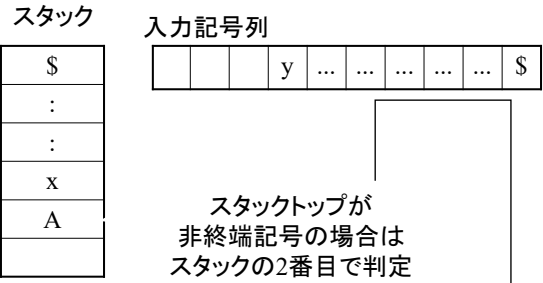 スタック
入力記号列
$
:
:
x
A
y ... ... ... ... ... $
スタックトップが
非終端記号の場合は
スタックの2番目で判定